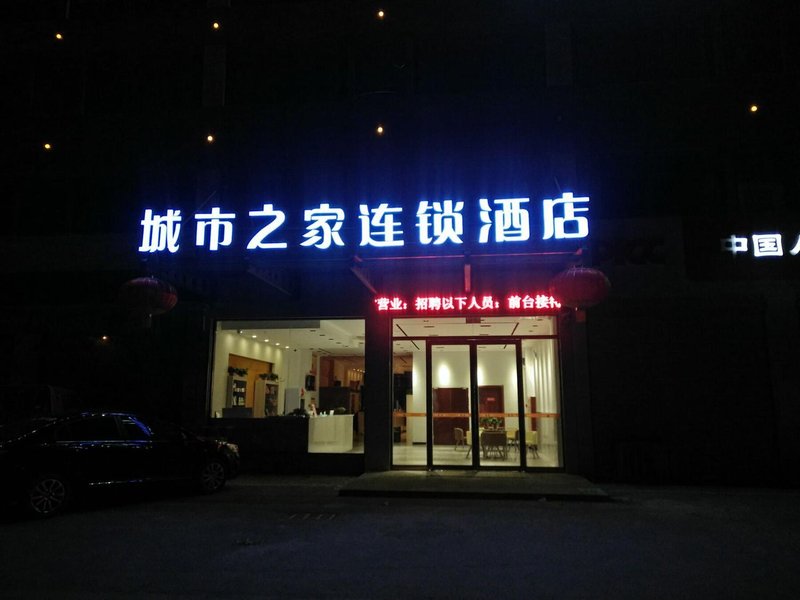 城市之家连锁酒店
中国人
营业：招聘以下人员：前台接待